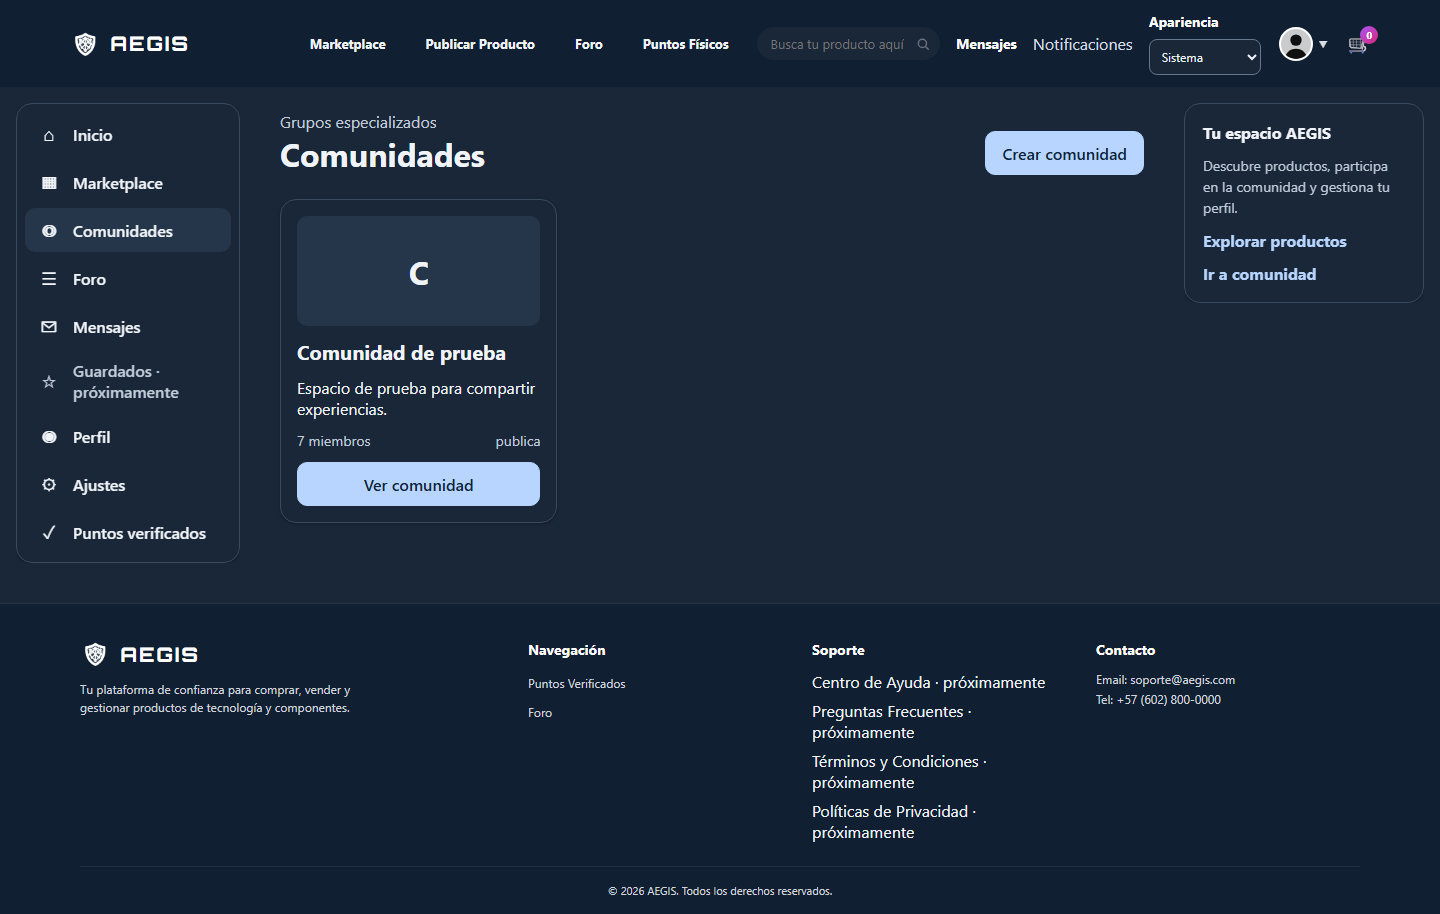 AEGIS
Marketplace
Publicar Producto
Foro
Puntos Físicos
Busca tu producto aquí
Mensajes
Notificaciones
Apariencia
Sistema
0
Inicio
Marketplace
Comunidades
Foro
Mensajes
Guardados ·
próximamente
Perfil
Ajustes
Puntos verificados
Grupos especializados
Comunidades
Crear comunidad
C
Comunidad de prueba
Espacio de prueba para compartir
experiencias.
7 miembros
publica
Ver comunidad
Tu espacio AEGIS
Descubre productos, participa
en la comunidad y gestiona tu
perfil.
Explorar productos
Ir a comunidad
AEGIS
Tu plataforma de confianza para comprar, vender y
gestionar productos de tecnología y componentes.
Navegación
Puntos Verificados
Foro
Soporte
Centro de Ayuda · próximamente
Preguntas Frecuentes ·
próximamente
Términos y Condiciones ·
próximamente
Políticas de Privacidad ·
próximamente
Contacto
Email: soporte@aegis.com
Tel: +57 (602) 800-0000
© 2026 AEGIS. Todos los derechos reservados.